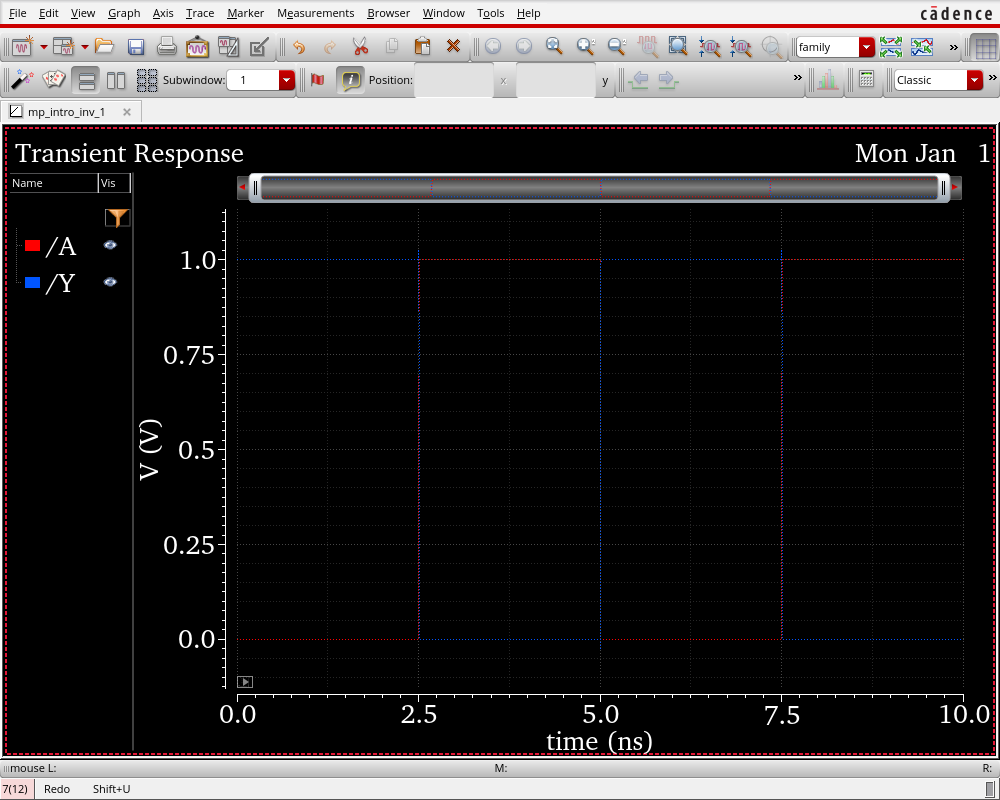 File Edit View Graph Axis Trace Marker Measurements Browser Window Tools Help
cādence
family
»
Subwindow: 1
Position: x y
»
Classic
»
mp_intro_inv_1
Transient Response
Mon Jan 1
Name Vis
/A
/Y
1.0
0.75
0.5
0.25
0.0
V (V)
0.0 2.5 5.0 7.5 10.0
time (ns)
mouse L: M: R:
7(12) Redo Shift+U